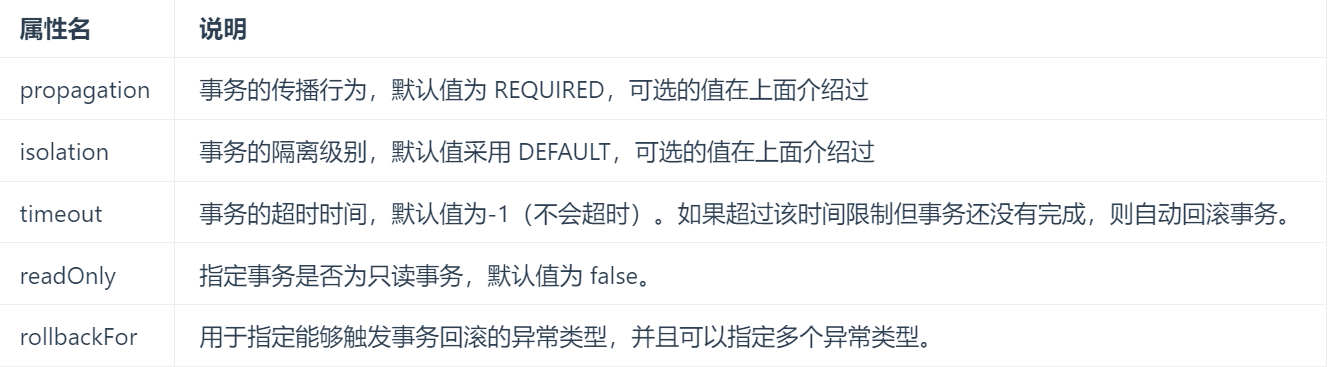 属性名 说明
propagation 事务的传播行为，默认值为 REQUIRED，可选的值在上面介绍过
isolation 事务的隔离级别，默认值采用 DEFAULT，可选的值在上面介绍过
timeout 事务的超时时间，默认值为-1（不会超时）。如果超过该时间限制但事务还没有完成，则自动回滚事务。
readOnly 指定事务是否为只读事务，默认值为 false。
rollbackFor 用于指定能够触发事务回滚的异常类型，并且可以指定多个异常类型。